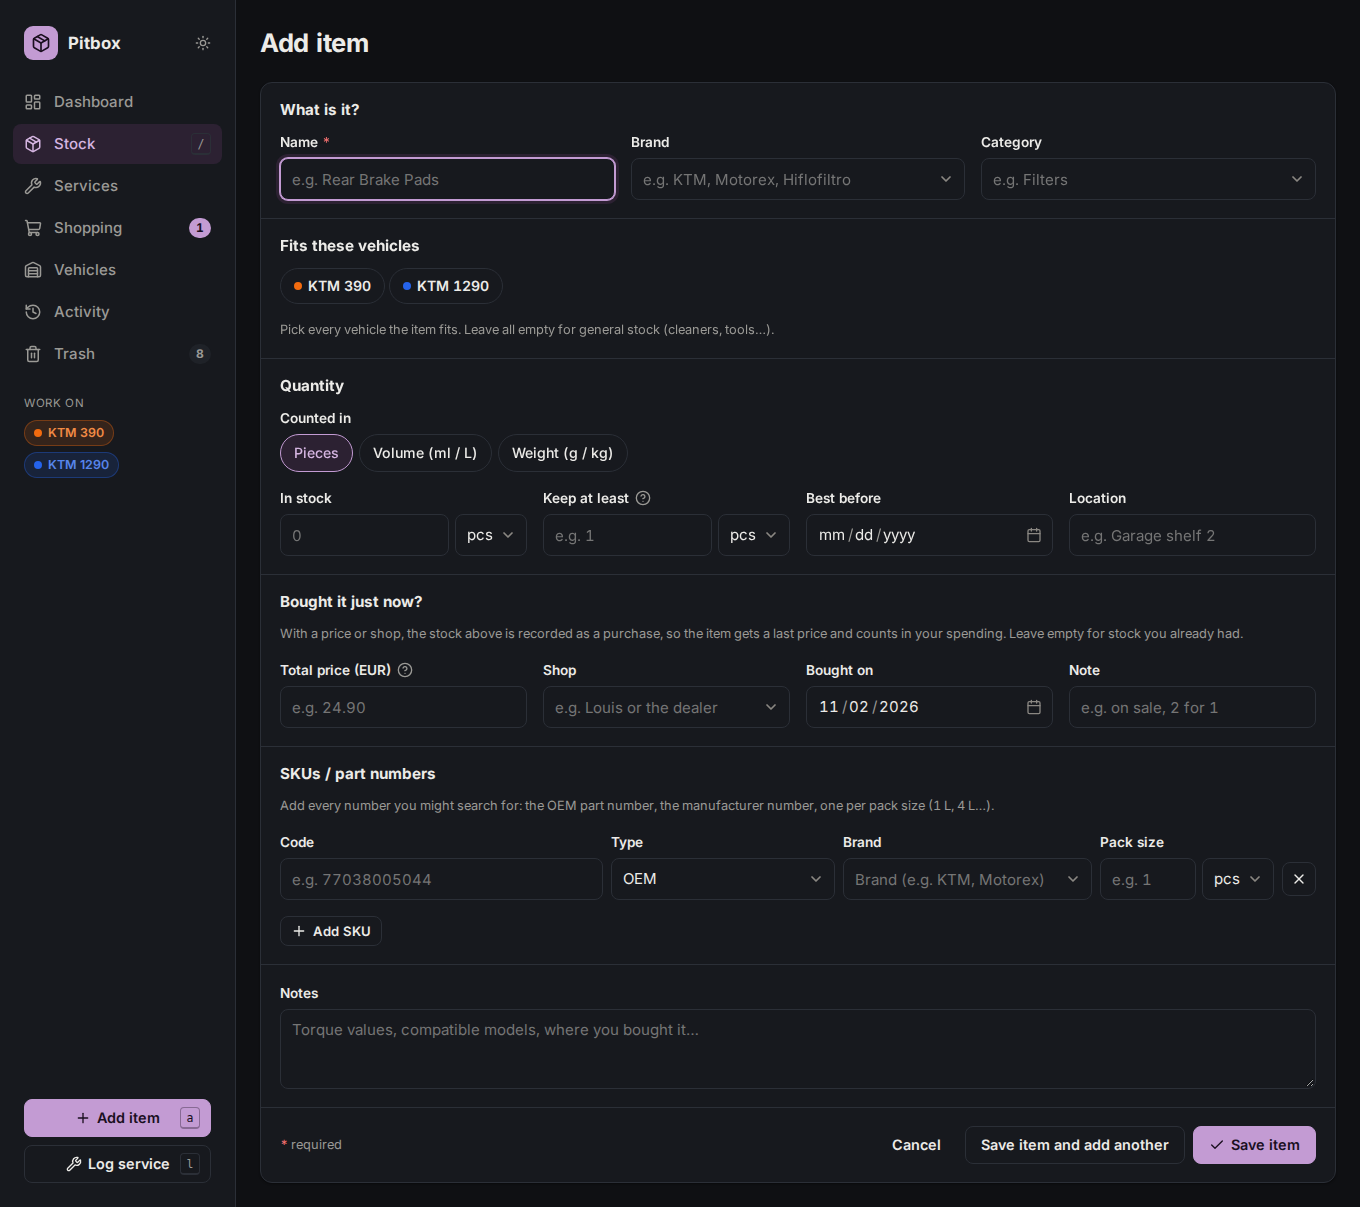 Pitbox
Dashboard
Stock /
Services
Shopping 1
Vehicles
Activity
Trash 8
WORK ON
KTM 390
KTM 1290
Add item a
Log service l
Add item
What is it?
Name * Brand Category
e.g. Rear Brake Pads e.g. KTM, Motorex, Hiflofiltro e.g. Filters
Fits these vehicles
KTM 390 KTM 1290
Pick every vehicle the item fits. Leave all empty for general stock (cleaners, tools...).
Quantity
Counted in
Pieces Volume (ml / L) Weight (g / kg)
In stock Keep at least ? Best before Location
0 pcs e.g. 1 pcs mm/dd/yyyy e.g. Garage shelf 2
Bought it just now?
With a price or shop, the stock above is recorded as a purchase, so the item gets a last price and counts in your spending. Leave empty for stock you already had.
Total price (EUR) ? Shop Bought on Note
e.g. 24.90 e.g. Louis or the dealer 11/02/2026 e.g. on sale, 2 for 1
SKUs / part numbers
Add every number you might search for: the OEM part number, the manufacturer number, one per pack size (1 L, 4 L...).
Code Type Brand Pack size
e.g. 77038005044 OEM Brand (e.g. KTM, Motorex) e.g. 1 pcs
Add SKU
Notes
Torque values, compatible models, where you bought it...
* required Cancel Save item and add another Save item